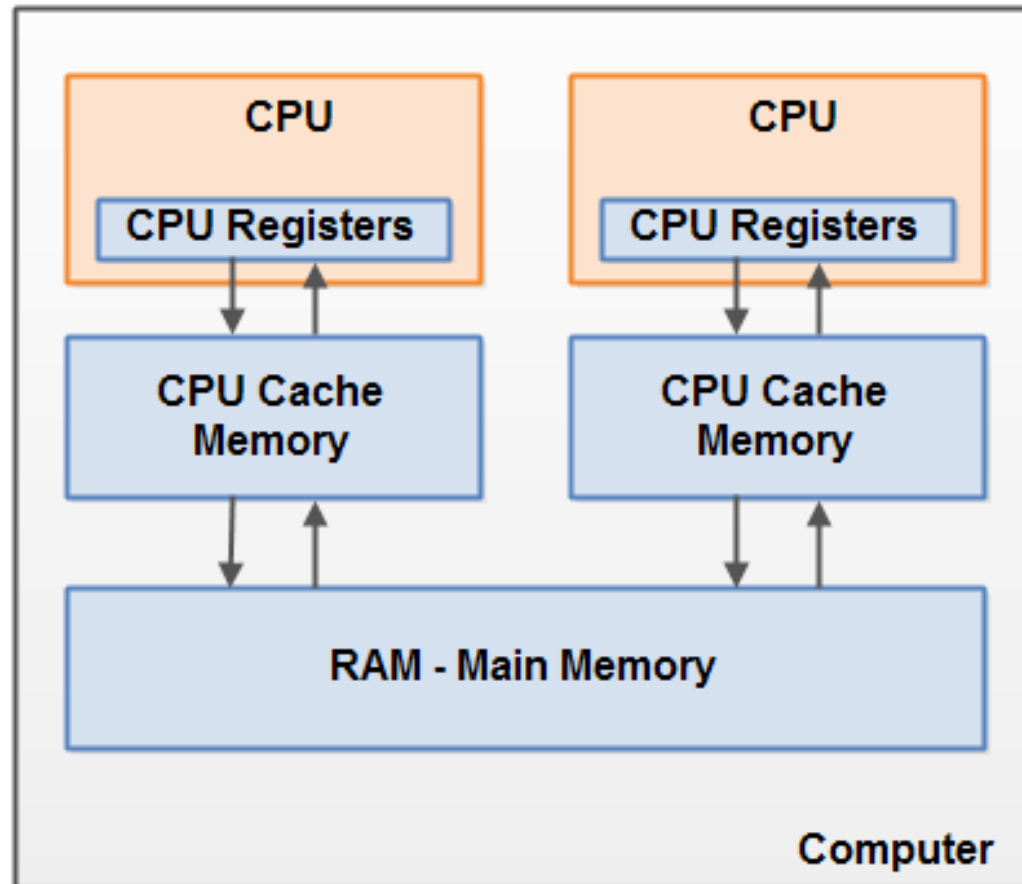 CPU
CPU
CPU Registers
CPU Registers
CPU Cache
Memory
CPU Cache
Memory
RAM - Main Memory
Computer